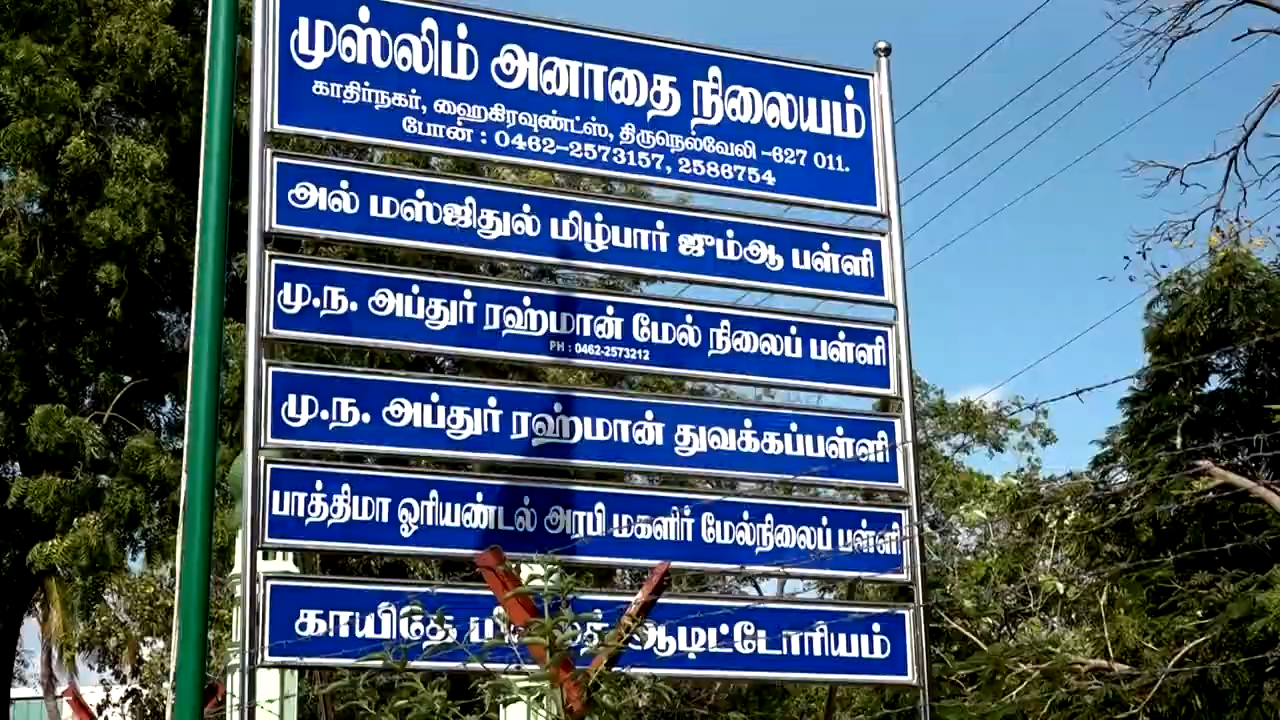 முஸ்லிம் அனாதை நிலையம்
காதிர்நகர், ஹைகிரவுண்ட்ஸ், திருநெல்வேலி -627 011.
போன் : 0462-2573157, 2586754
அல் மஸ்ஜிதுல் மிழ்பார் ஜும்ஆ பள்ளி
மு.ந. அப்துர் ரஹ்மான் மேல் நிலைப் பள்ளி
PH : 0462-2573212
மு.ந. அப்துர் ரஹ்மான் துவக்கப்பள்ளி
பாத்திமா ஓரியண்டல் அரபி மகளிர் மேல்நிலைப் பள்ளி
காயிதே ஆடிட்டோரியம்